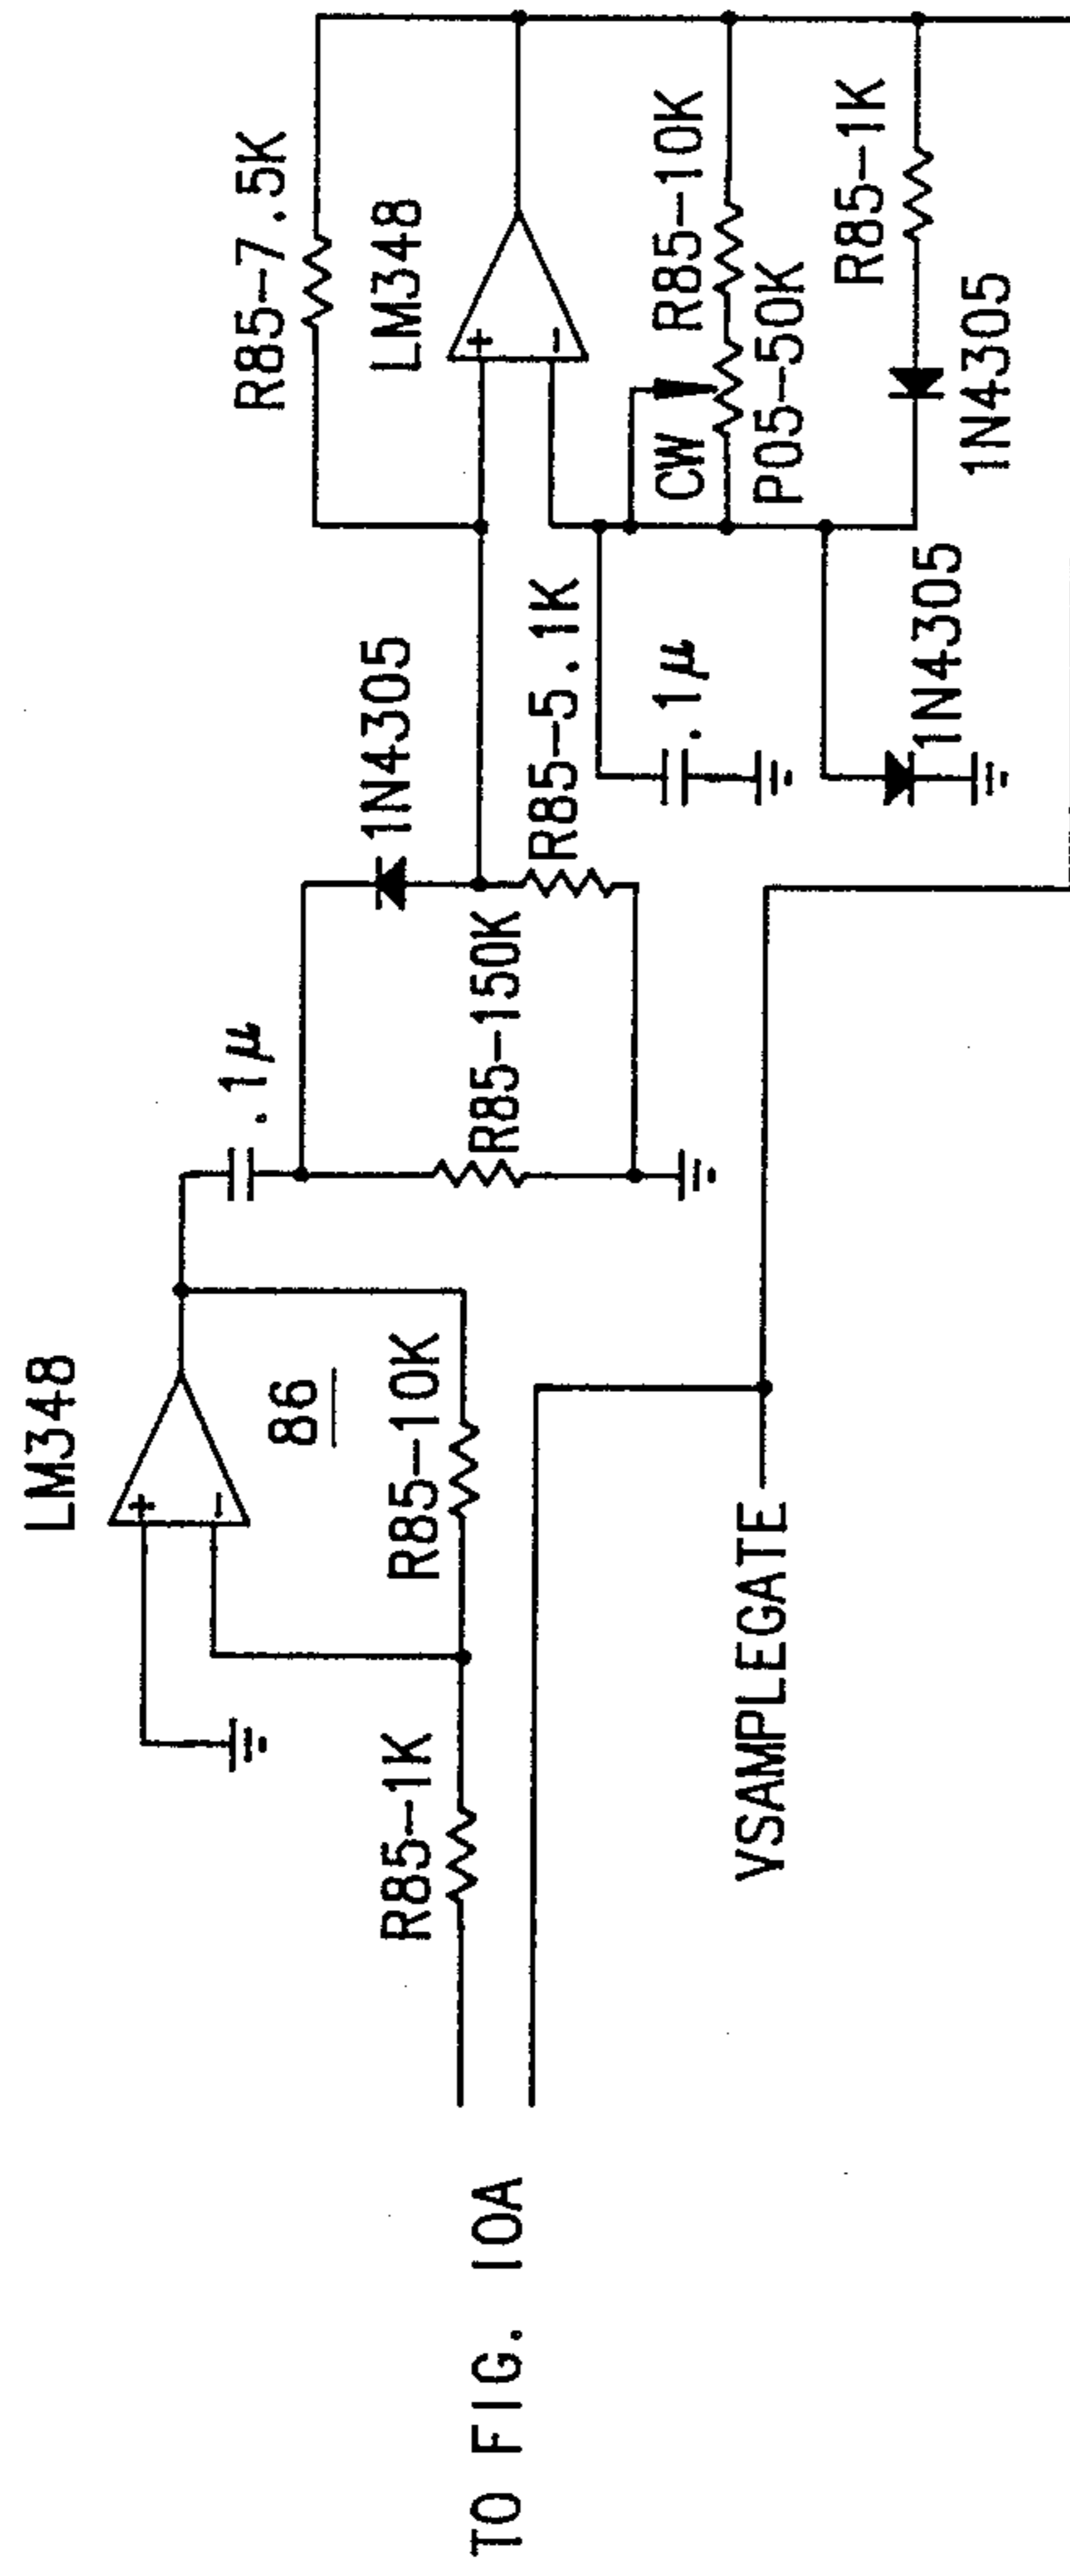 TO FIG. 10A
R85-1K
LM348
+
-
86
R85-10K
VSAMPLEGATE
.1µ
R85-150K
1N4305
R85-5.1K
.1µ
1N4305
R85-7.5K
LM348
+
-
CW
R85-10K
P05-50K
R85-1K
1N4305